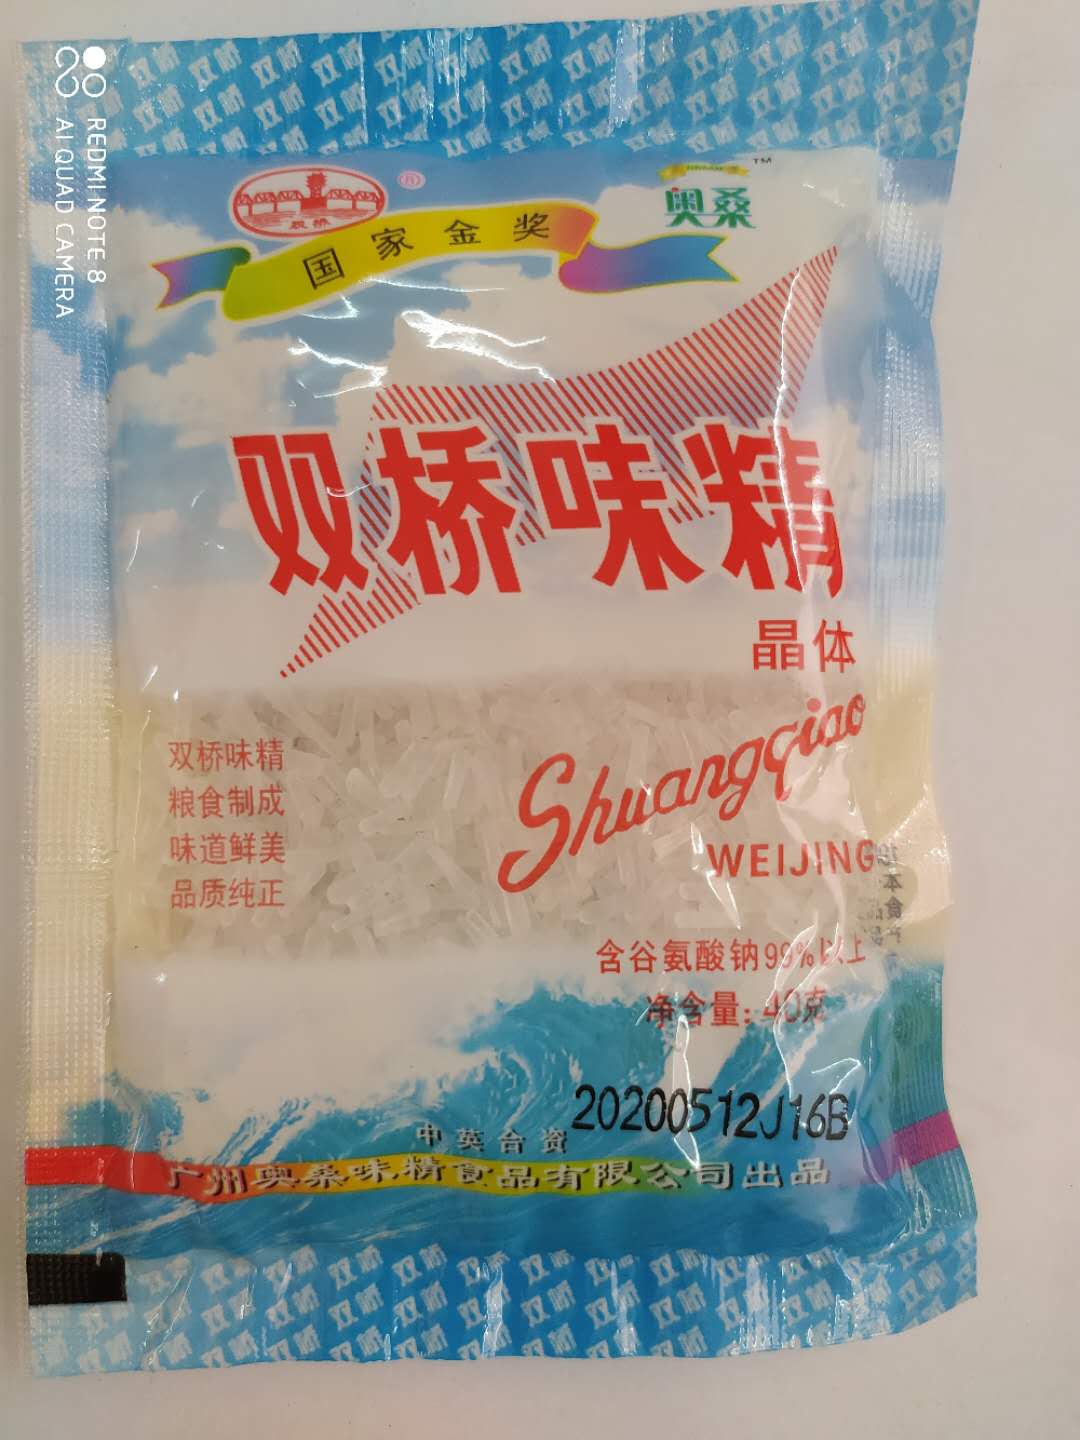 REDMI NOTE 8
AI QUAD CAMERA
双桥
®
国家金奖
TM
奥桑
双桥味精
晶体
双桥味精
粮食制成
味道鲜美
品质纯正
Shuangqiao
WEIJING
含谷氨酸钠99%以上
净含量:40克
20200512J16B
中英合资
广州奥桑味精食品有限公司出品